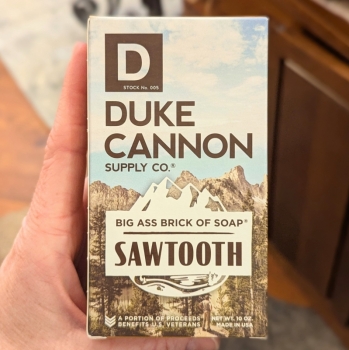 D
STOCK No. 005
DUKE
CANNON
SUPPLY CO.®
BIG ASS BRICK OF SOAP®
SAWTOOTH
A PORTION OF PROCEEDS NET WT. 10 OZ.
BENEFITS U.S. VETERANS MADE IN USA